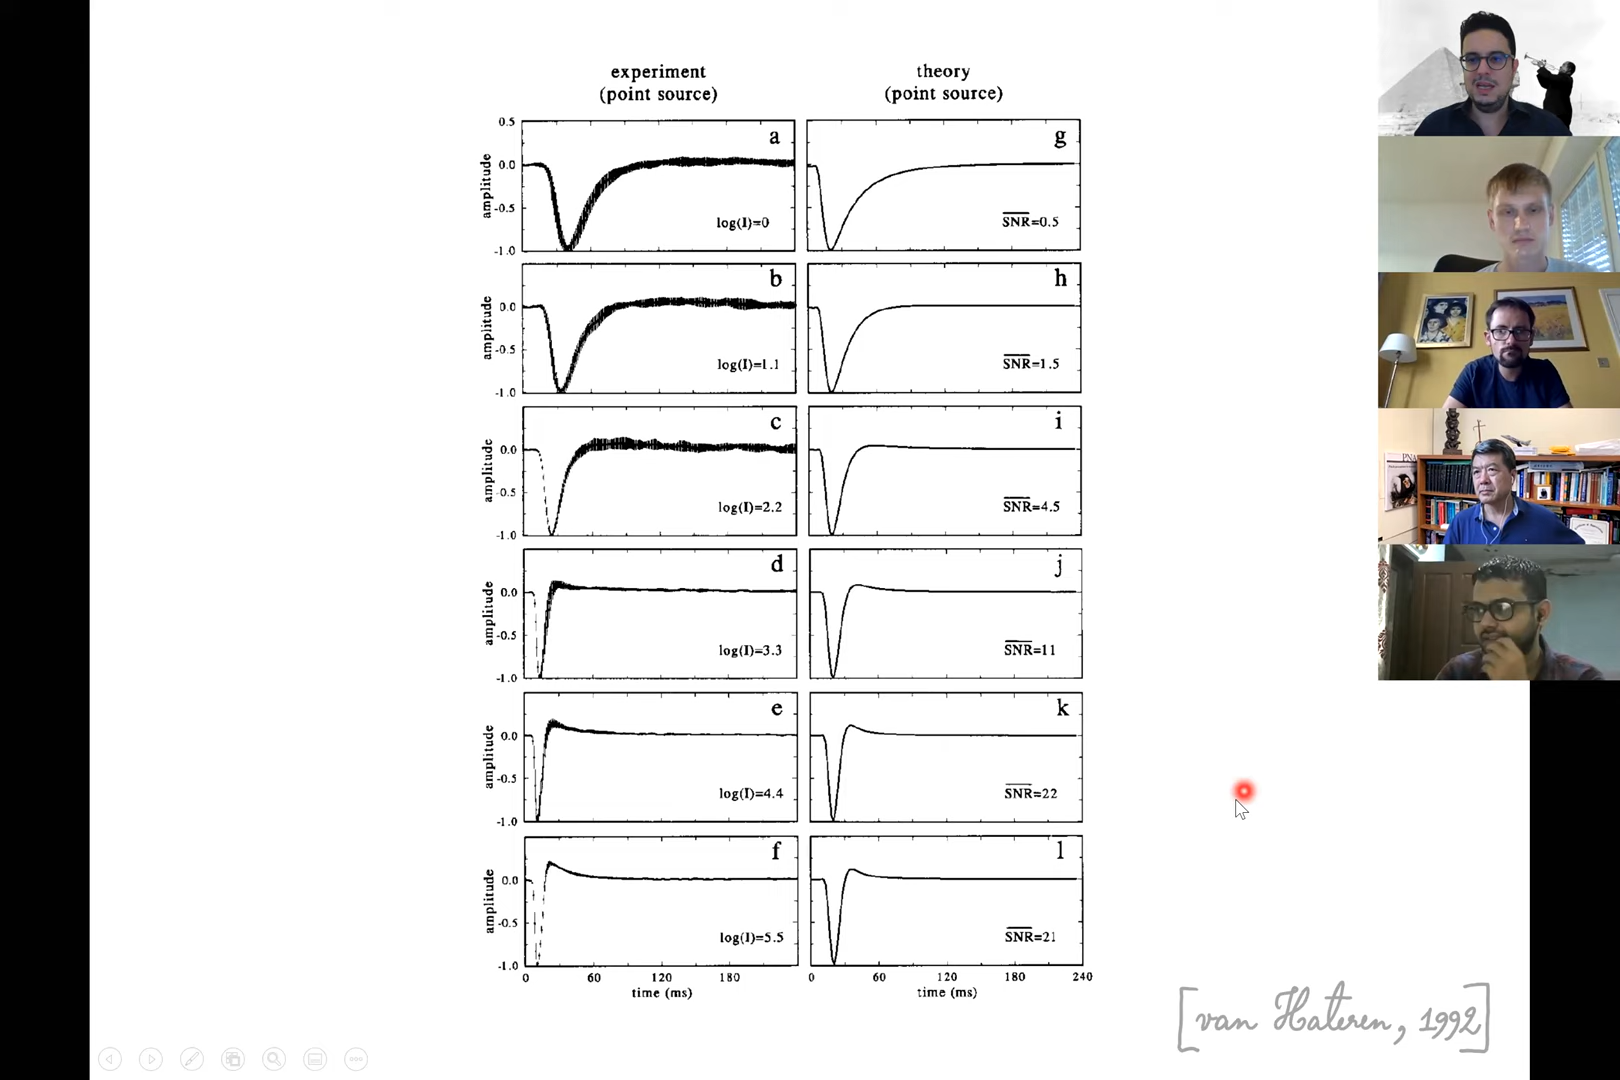 experiment
(point source)
theory
(point source)
0.5
0.0
-0.5
-1.0
amplitude
a
log(I)=0
g
SNR=0.5
0.0
-0.5
-1.0
amplitude
b
log(I)=1.1
h
SNR=1.5
0.0
-0.5
-1.0
amplitude
c
log(I)=2.2
i
SNR=4.5
0.0
-0.5
-1.0
amplitude
d
log(I)=3.3
j
SNR=11
0.0
-0.5
-1.0
amplitude
e
log(I)=4.4
k
SNR=22
0.0
-0.5
-1.0
amplitude
f
log(I)=5.5
l
SNR=21
0 60 120 180
time (ms)
0 60 120 180 240
time (ms)
[van Hateren, 1992]